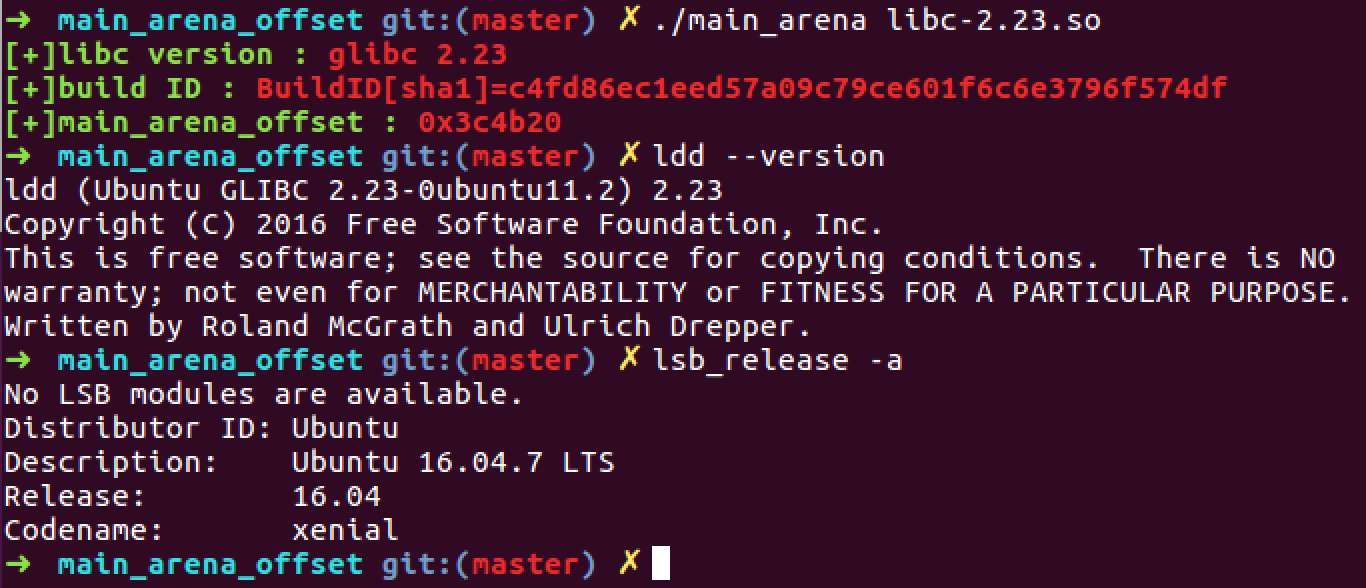 ➜  main_arena_offset git:(master) ✗ ./main_arena libc-2.23.so
[+]libc version : glibc 2.23
[+]build ID : BuildID[sha1]=c4fd86ec1eed57a09c79ce601f6c6e3796f574df
[+]main_arena_offset : 0x3c4b20
➜  main_arena_offset git:(master) ✗ ldd --version
ldd (Ubuntu GLIBC 2.23-0ubuntu11.2) 2.23
Copyright (C) 2016 Free Software Foundation, Inc.
This is free software; see the source for copying conditions.  There is NO
warranty; not even for MERCHANTABILITY or FITNESS FOR A PARTICULAR PURPOSE.
Written by Roland McGrath and Ulrich Drepper.
➜  main_arena_offset git:(master) ✗ lsb_release -a
No LSB modules are available.
Distributor ID: Ubuntu
Description:    Ubuntu 16.04.7 LTS
Release:        16.04
Codename:       xenial
➜  main_arena_offset git:(master) ✗